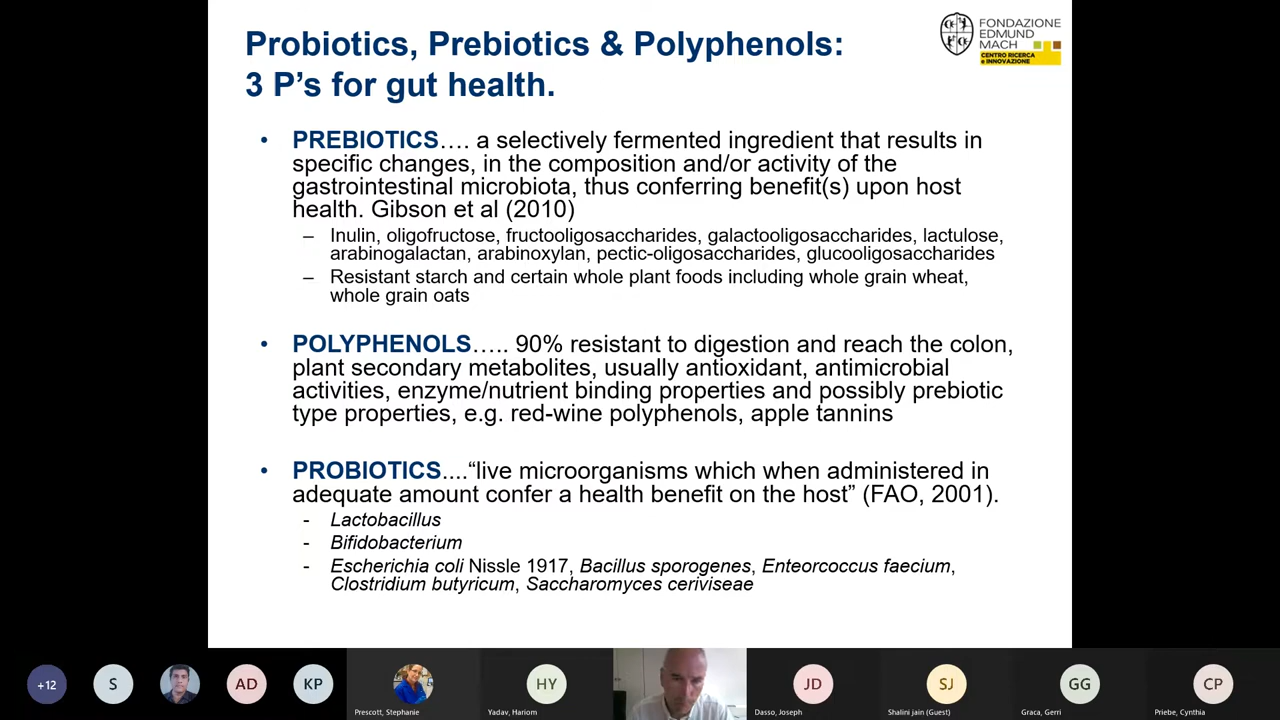 Probiotics, Prebiotics & Polyphenols:
3 P's for gut health.
FONDAZIONE
EDMUND
MACH
CENTRO RICERCA
e INNOVAZIONE
• PREBIOTICS…. a selectively fermented ingredient that results in
specific changes, in the composition and/or activity of the
gastrointestinal microbiota, thus conferring benefit(s) upon host
health. Gibson et al (2010)
– Inulin, oligofructose, fructooligosaccharides, galactooligosaccharides, lactulose,
arabinogalactan, arabinoxylan, pectic-oligosaccharides, glucooligosaccharides
– Resistant starch and certain whole plant foods including whole grain wheat,
whole grain oats
• POLYPHENOLS….. 90% resistant to digestion and reach the colon,
plant secondary metabolites, usually antioxidant, antimicrobial
activities, enzyme/nutrient binding properties and possibly prebiotic
type properties, e.g. red-wine polyphenols, apple tannins
• PROBIOTICS....“live microorganisms which when administered in
adequate amount confer a health benefit on the host” (FAO, 2001).
- Lactobacillus
- Bifidobacterium
- Escherichia coli Nissle 1917, Bacillus sporogenes, Enteorcoccus faecium,
Clostridium butyricum, Saccharomyces ceriviseae
+12
S
AD
KP
Prescott, Stephanie
HY
Yadav, Hariom
JD
Dasso, Joseph
SJ
Shalini jain (Guest)
GG
Graca, Gerri
CP
Priebe, Cynthia